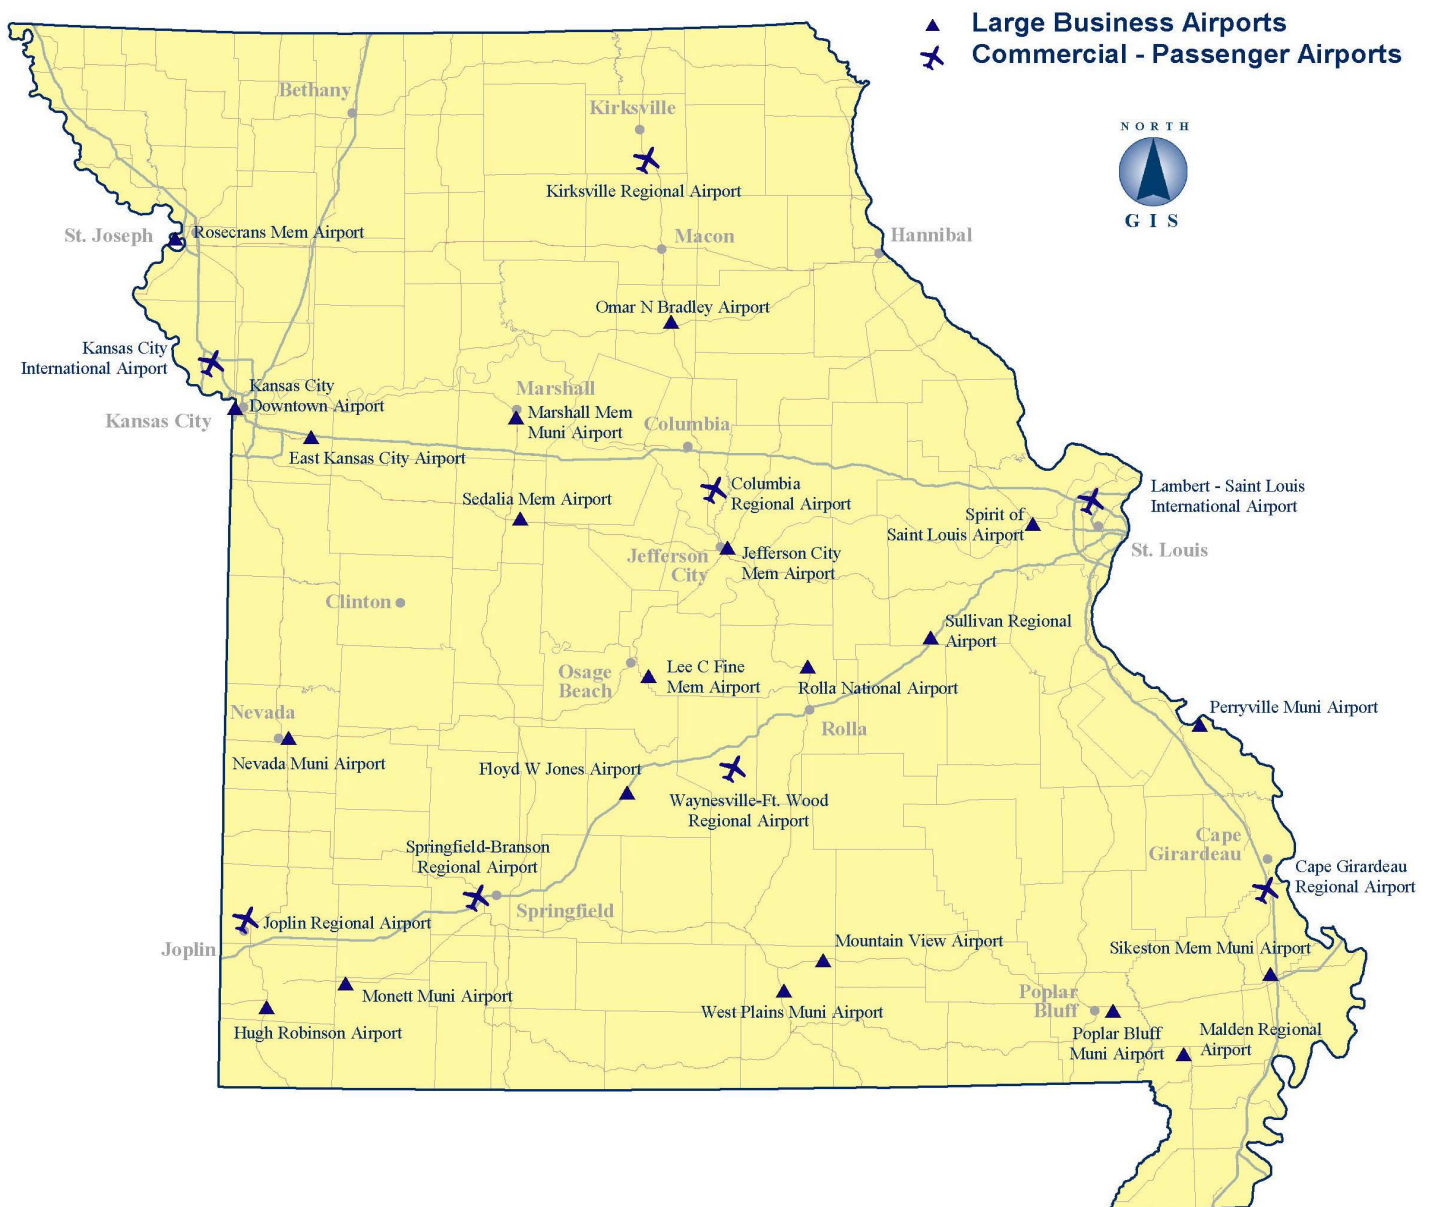 Large Business Airports
Commercial - Passenger Airports
NORTH
GIS
Bethany
Kirksville
Kirksville Regional Airport
St. Joseph
Rosecrans Mem Airport
Macon
Hannibal
Omar N Bradley Airport
Kansas City
International Airport
Kansas City
Downtown Airport
Kansas City
Marshall
Marshall Mem
Muni Airport
Columbia
East Kansas City Airport
Sedalia Mem Airport
Columbia
Regional Airport
Lambert - Saint Louis
International Airport
Spirit of
Saint Louis Airport
St. Louis
Jefferson
City
Jefferson City
Mem Airport
Clinton
Sullivan Regional
Airport
Osage
Beach
Lee C Fine
Mem Airport
Rolla National Airport
Rolla
Nevada
Nevada Muni Airport
Perryville Muni Airport
Floyd W Jones Airport
Waynesville-Ft. Wood
Regional Airport
Springfield-Branson
Regional Airport
Springfield
Cape
Girardeau
Cape Girardeau
Regional Airport
Joplin Regional Airport
Joplin
Mountain View Airport
Sikeston Mem Muni Airport
Monett Muni Airport
West Plains Muni Airport
Hugh Robinson Airport
Poplar
Bluff
Poplar Bluff
Muni Airport
Malden Regional
Airport